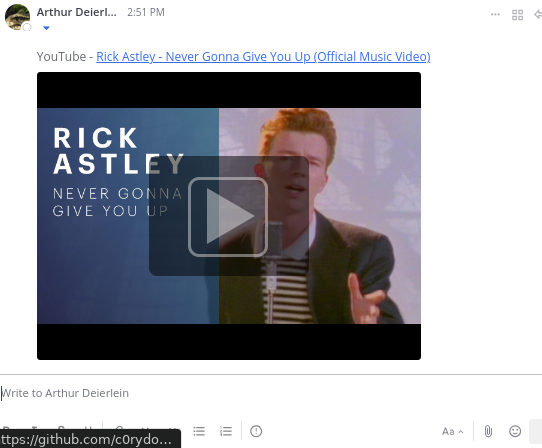 Arthur Deierl... 2:51 PM
YouTube - Rick Astley - Never Gonna Give You Up (Official Music Video)
RICK
ASTLEY
NEVER GONNA
GIVE YOU UP
Write to Arthur Deierlein
Aa
ttps://github.com/c0rydo...